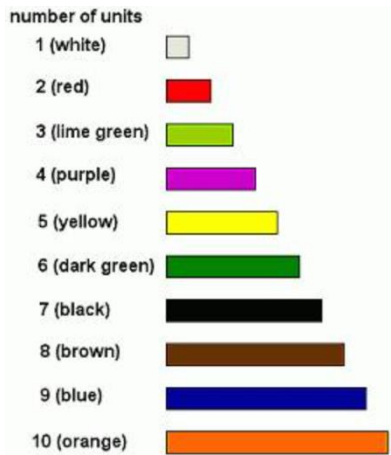 number of units
1 (white)
2 (red)
3 (lime green)
4 (purple)
5 (yellow)
6 (dark green)
7 (black)
8 (brown)
9 (blue)
10 (orange)